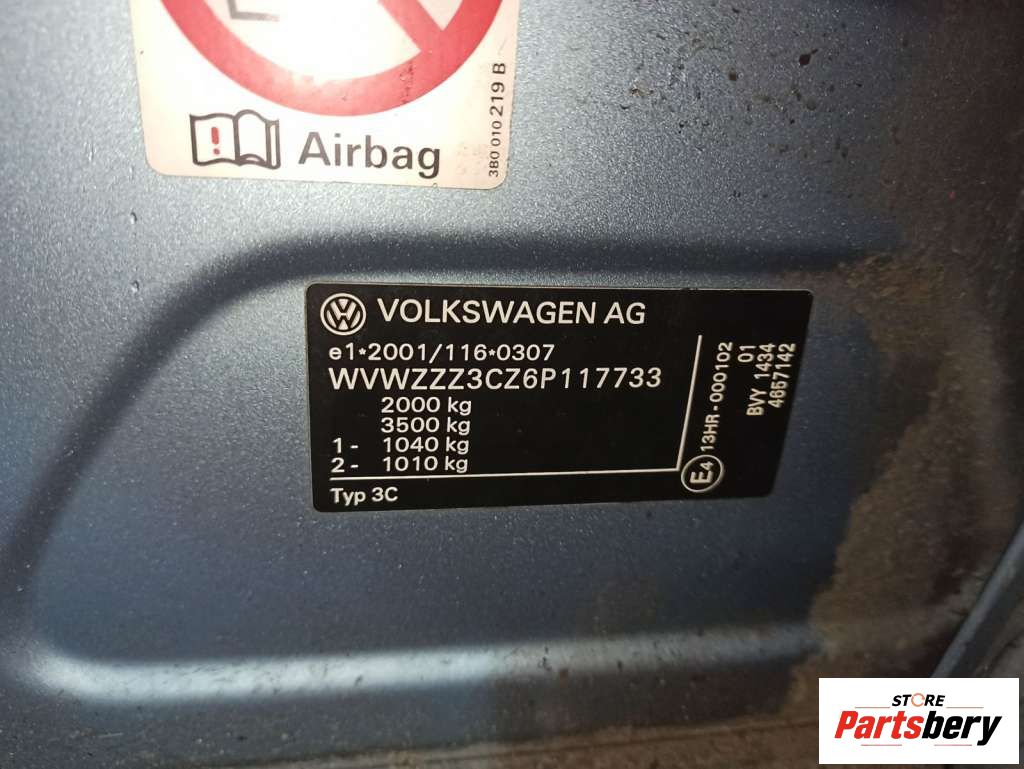 380 010 219 B
Airbag
VOLKSWAGEN AG
e1*2001/116*0307
WVWZZZ3CZ6P117733
2000 kg
3500 kg
1- 1040 kg
2- 1010 kg
Typ 3C
E4 13HR-000102
01
BVY 1434
4657142
STORE
Partsbery